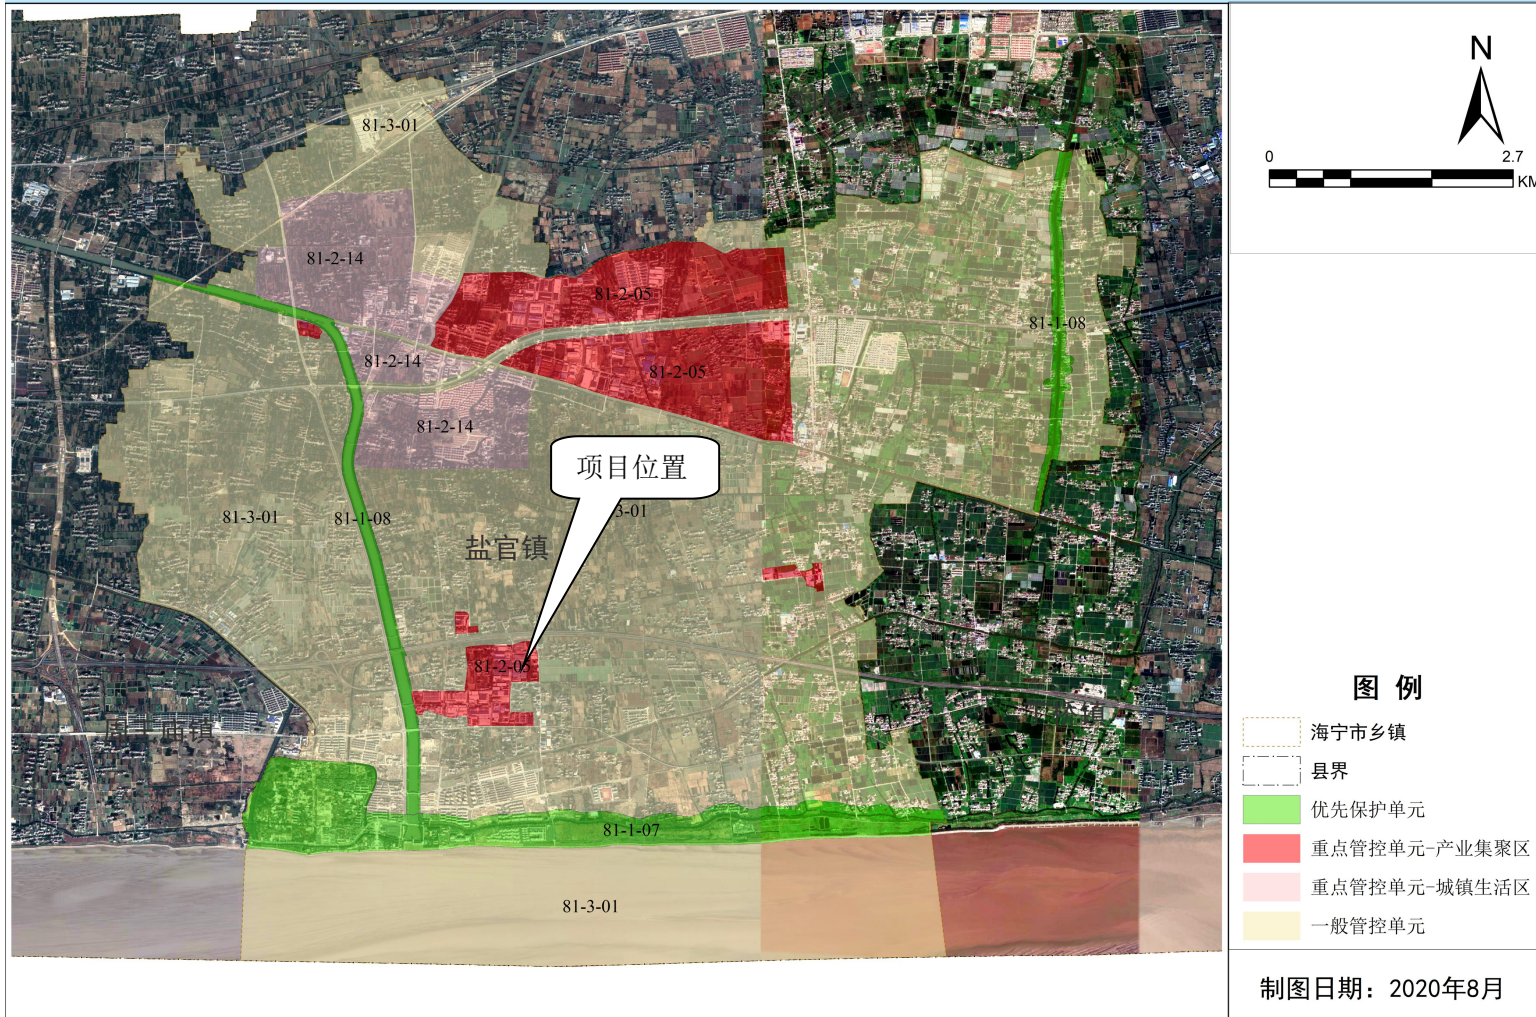 N
0 2.7
KM
81-3-01
81-2-14
81-2-05
81-1-08
81-2-14
81-2-05
81-2-14
项目位置
81-3-01
81-1-08
3-01
盐官镇
81-2-05
81-1-07
81-3-01
图 例
海宁市乡镇
县界
优先保护单元
重点管控单元-产业集聚区
重点管控单元-城镇生活区
一般管控单元
制图日期：2020年8月